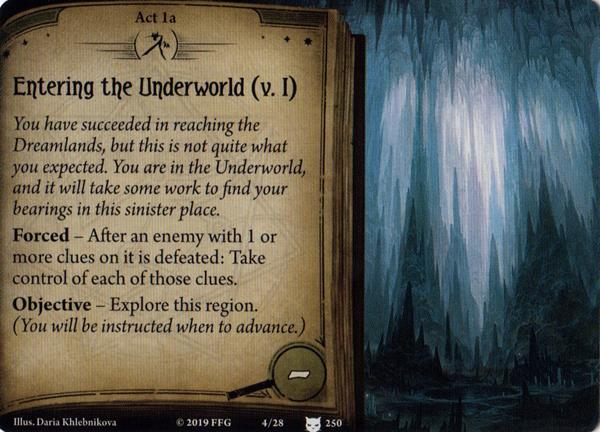 Act 1a
Entering the Underworld (v. I)
You have succeeded in reaching the
Dreamlands, but this is not quite what
you expected. You are in the Underworld,
and it will take some work to find your
bearings in this sinister place.
Forced – After an enemy with 1 or
more clues on it is defeated: Take
control of each of those clues.
Objective – Explore this region.
(You will be instructed when to advance.)
–
Illus. Daria Khlebnikova © 2019 FFG 4/28 250